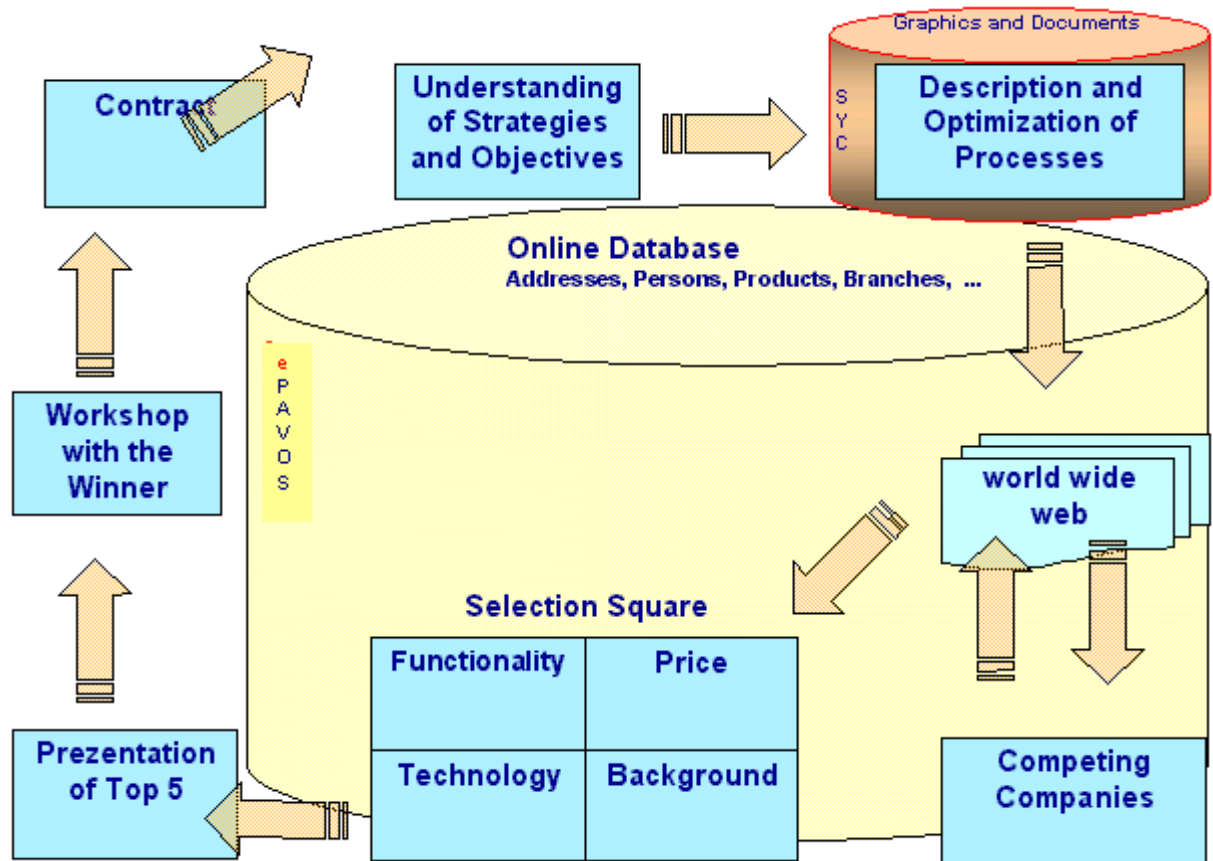 Graphics and Documents
Contract
Understanding
of Strategies
and Objectives
S
Y
C
Description and
Optimization of
Processes
Online Database
Addresses, Persons, Products, Branches, ...
e
P
A
V
O
S
Workshop
with the
Winner
world wide
web
Selection Square
Functionality
Price
Technology
Background
Prezentation
of Top 5
Competing
Companies